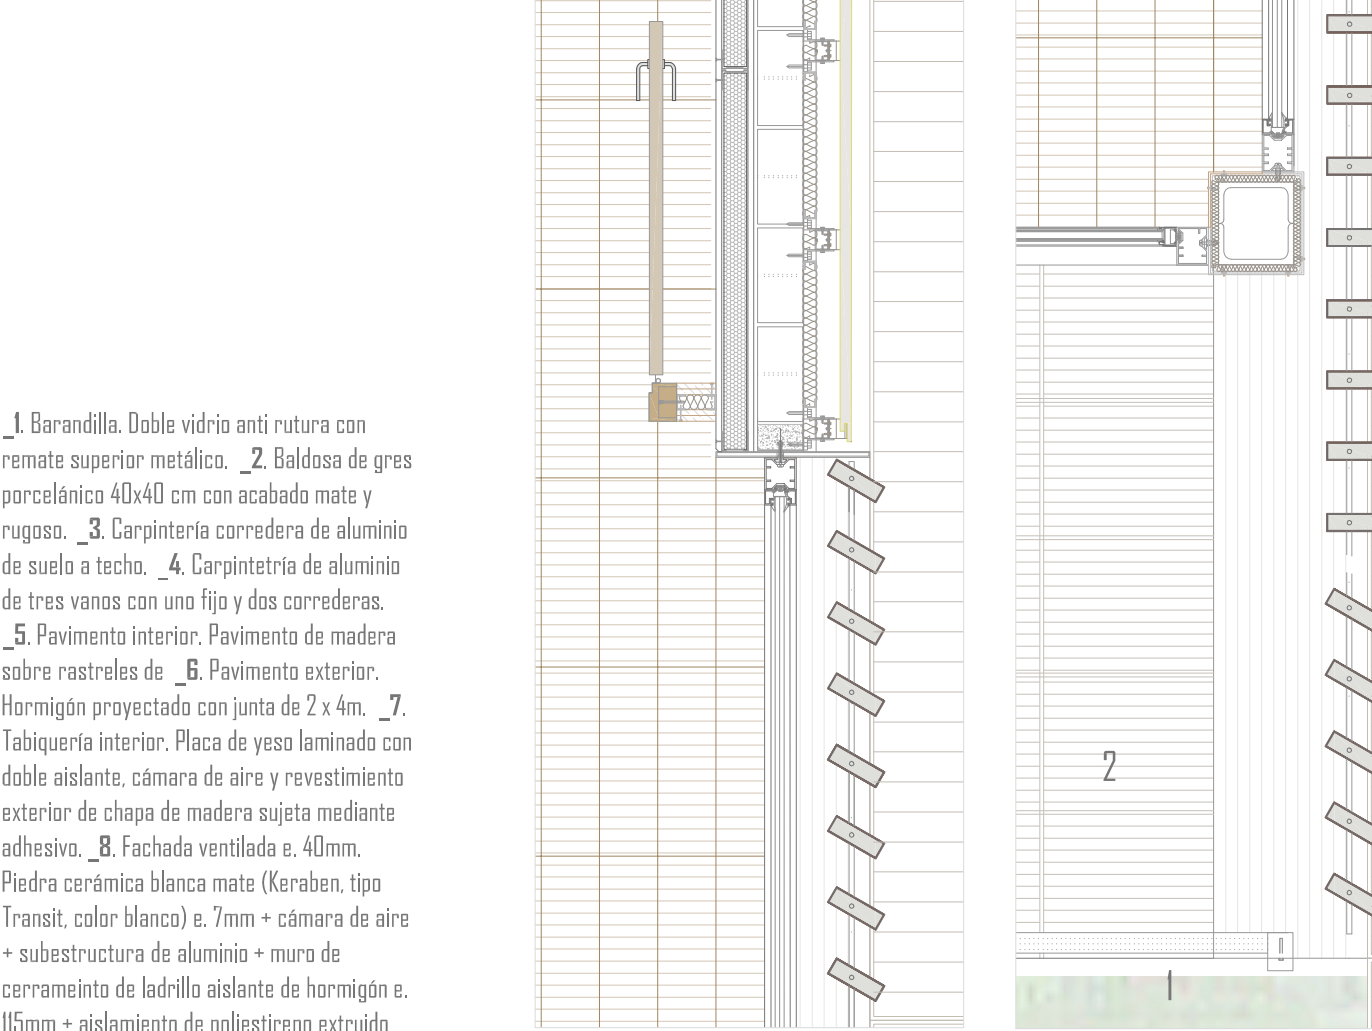 _1. Barandilla. Doble vidrio anti rutura con
remate superior metálico. _2. Baldosa de gres
porcelánico 40x40 cm con acabado mate y
rugoso. _3. Carpintería corredera de aluminio
de suelo a techo. _4. Carpintetría de aluminio
de tres vanos con uno fijo y dos correderas.
_5. Pavimento interior. Pavimento de madera
sobre rastreles de _6. Pavimento exterior.
Hormigón proyectado con junta de 2 x 4m. _7.
Tabiquería interior. Placa de yeso laminado con
doble aislante, cámara de aire y revestimiento
exterior de chapa de madera sujeta mediante
adhesivo. _8. Fachada ventilada e. 40mm.
Piedra cerámica blanca mate (Keraben, tipo
Transit, color blanco) e. 7mm + cámara de aire
+ subestructura de aluminio + muro de
cerrameinto de ladrillo aislante de hormigón e.
115mm + aislamiento de poliestireno extruido
2
1